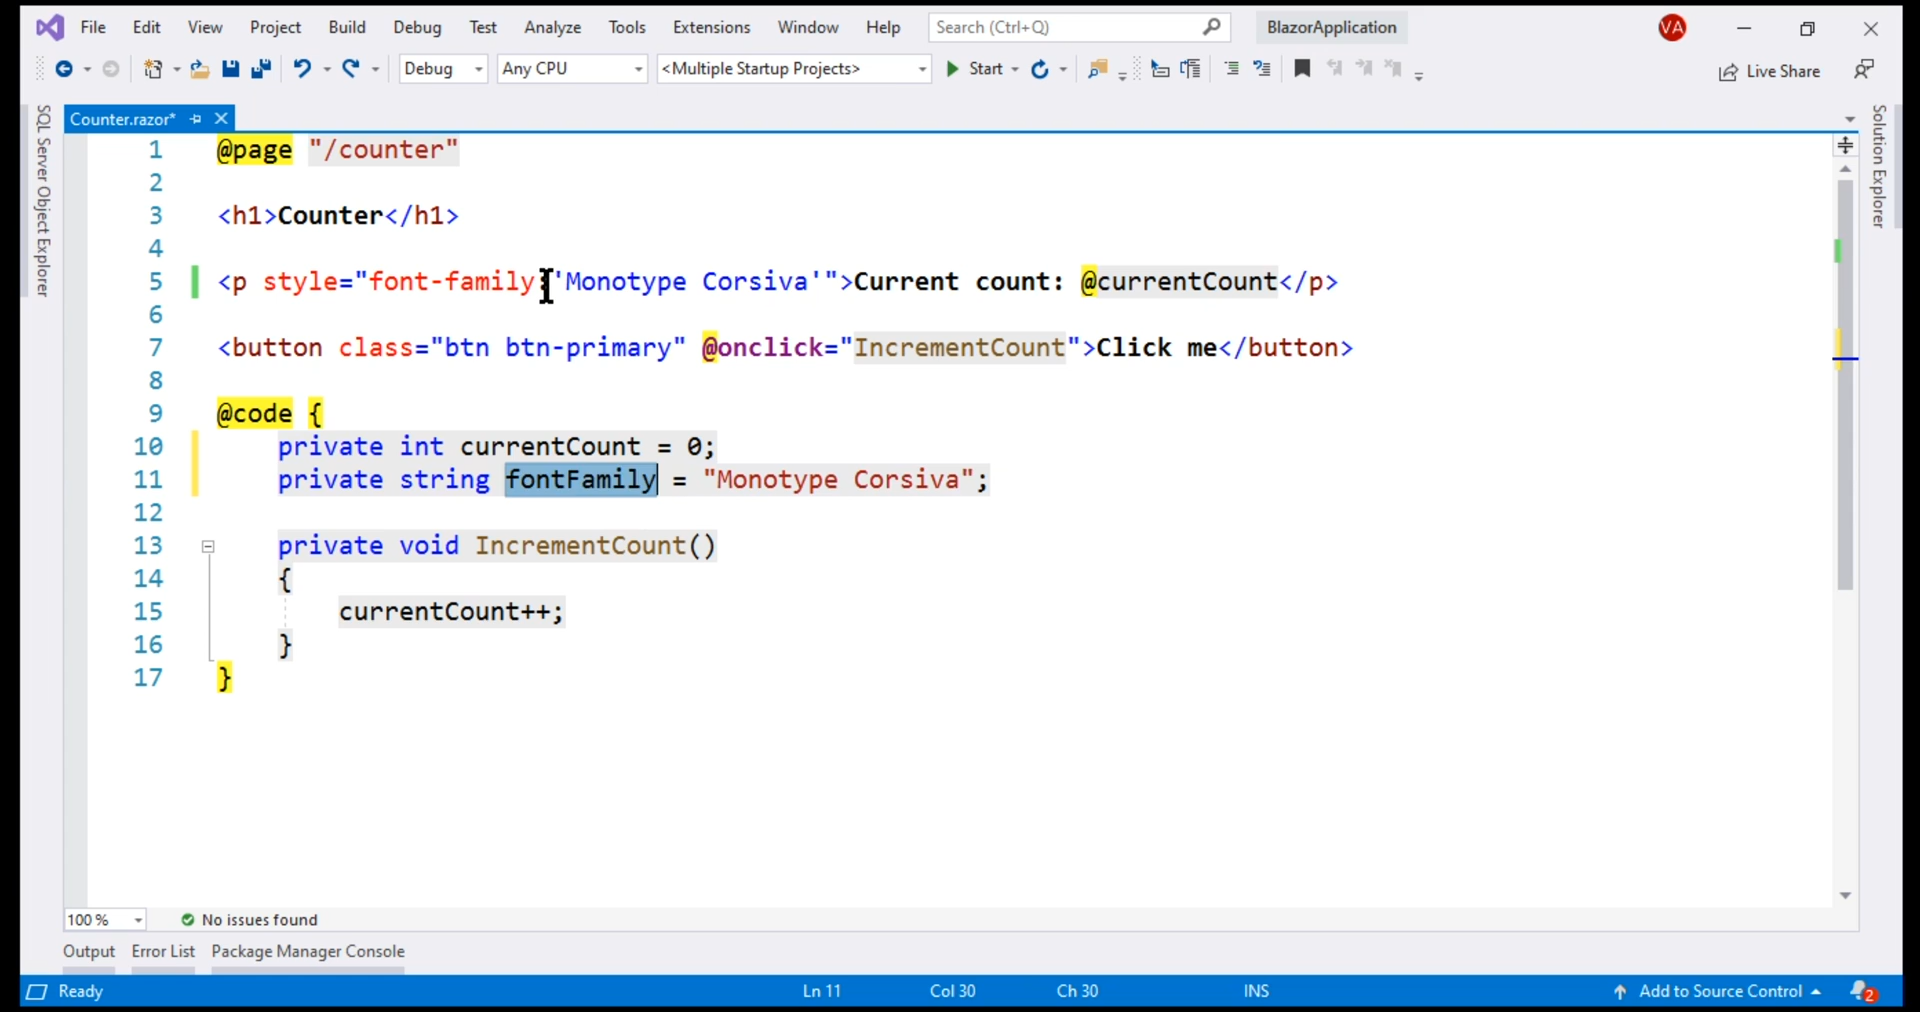 File Edit View Project Build Debug Test Analyze Tools Extensions Window Help Search (Ctrl+Q) BlazorApplication VA
Debug Any CPU <Multiple Startup Projects> Start Live Share
SQL Server Object Explorer
Solution Explorer
Counter.razor*
1 @page "/counter"
2
3 <h1>Counter</h1>
4
5 <p style="font-family:'Monotype Corsiva'">Current count: @currentCount</p>
6
7 <button class="btn btn-primary" @onclick="IncrementCount">Click me</button>
8
9 @code {
10 private int currentCount = 0;
11 private string fontFamily = "Monotype Corsiva";
12
13 private void IncrementCount()
14 {
15 currentCount++;
16 }
17 }
100 % No issues found
Output Error List Package Manager Console
Ready Ln 11 Col 30 Ch 30 INS Add to Source Control 2